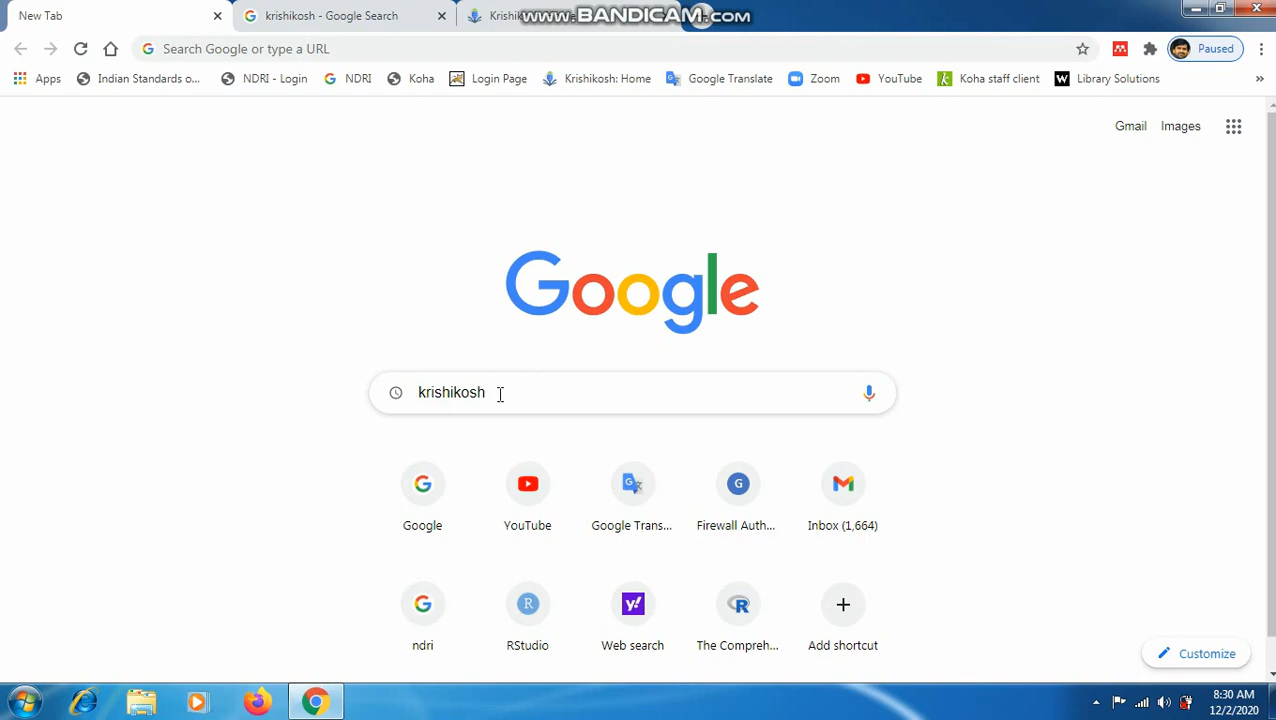 New Tab
krishikosh - Google Search
Krishik
www.BANDICAM.com
Search Google or type a URL
Paused
Apps
Indian Standards o...
NDRI - Login
NDRI
Koha
Login Page
Krishikosh: Home
Google Translate
Zoom
YouTube
Koha staff client
Library Solutions
»
Gmail
Images
Google
krishikosh
Google
YouTube
Google Trans...
Firewall Auth...
Inbox (1,664)
ndri
RStudio
Web search
The Compreh...
Add shortcut
Customize
8:30 AM
12/2/2020